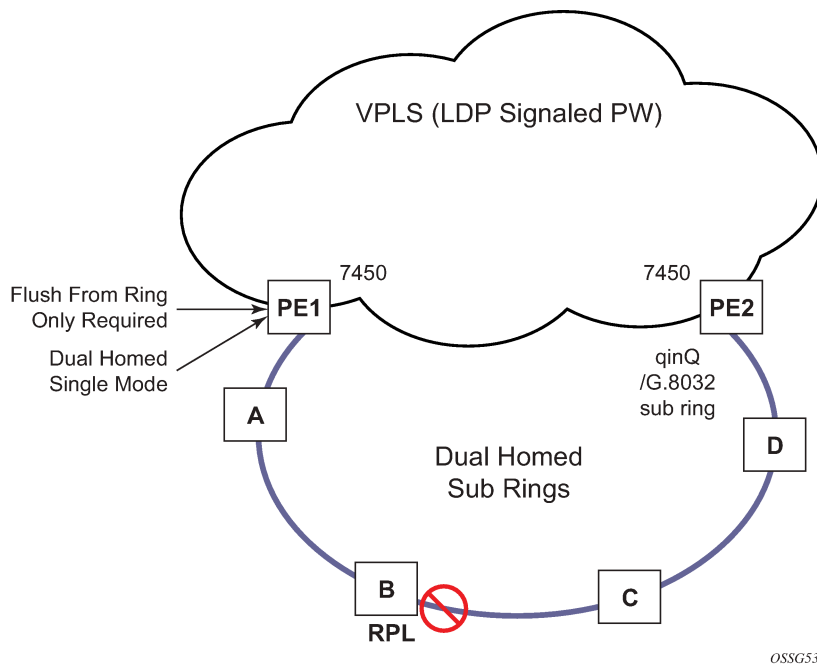 VPLS (LDP Signaled PW)
7450
7450
Flush From Ring
Only Required
PE1
PE2
Dual Homed
Single Mode
qinQ
/G.8032
sub ring
A
D
Dual Homed
Sub Rings
B
C
RPL
OSSG53